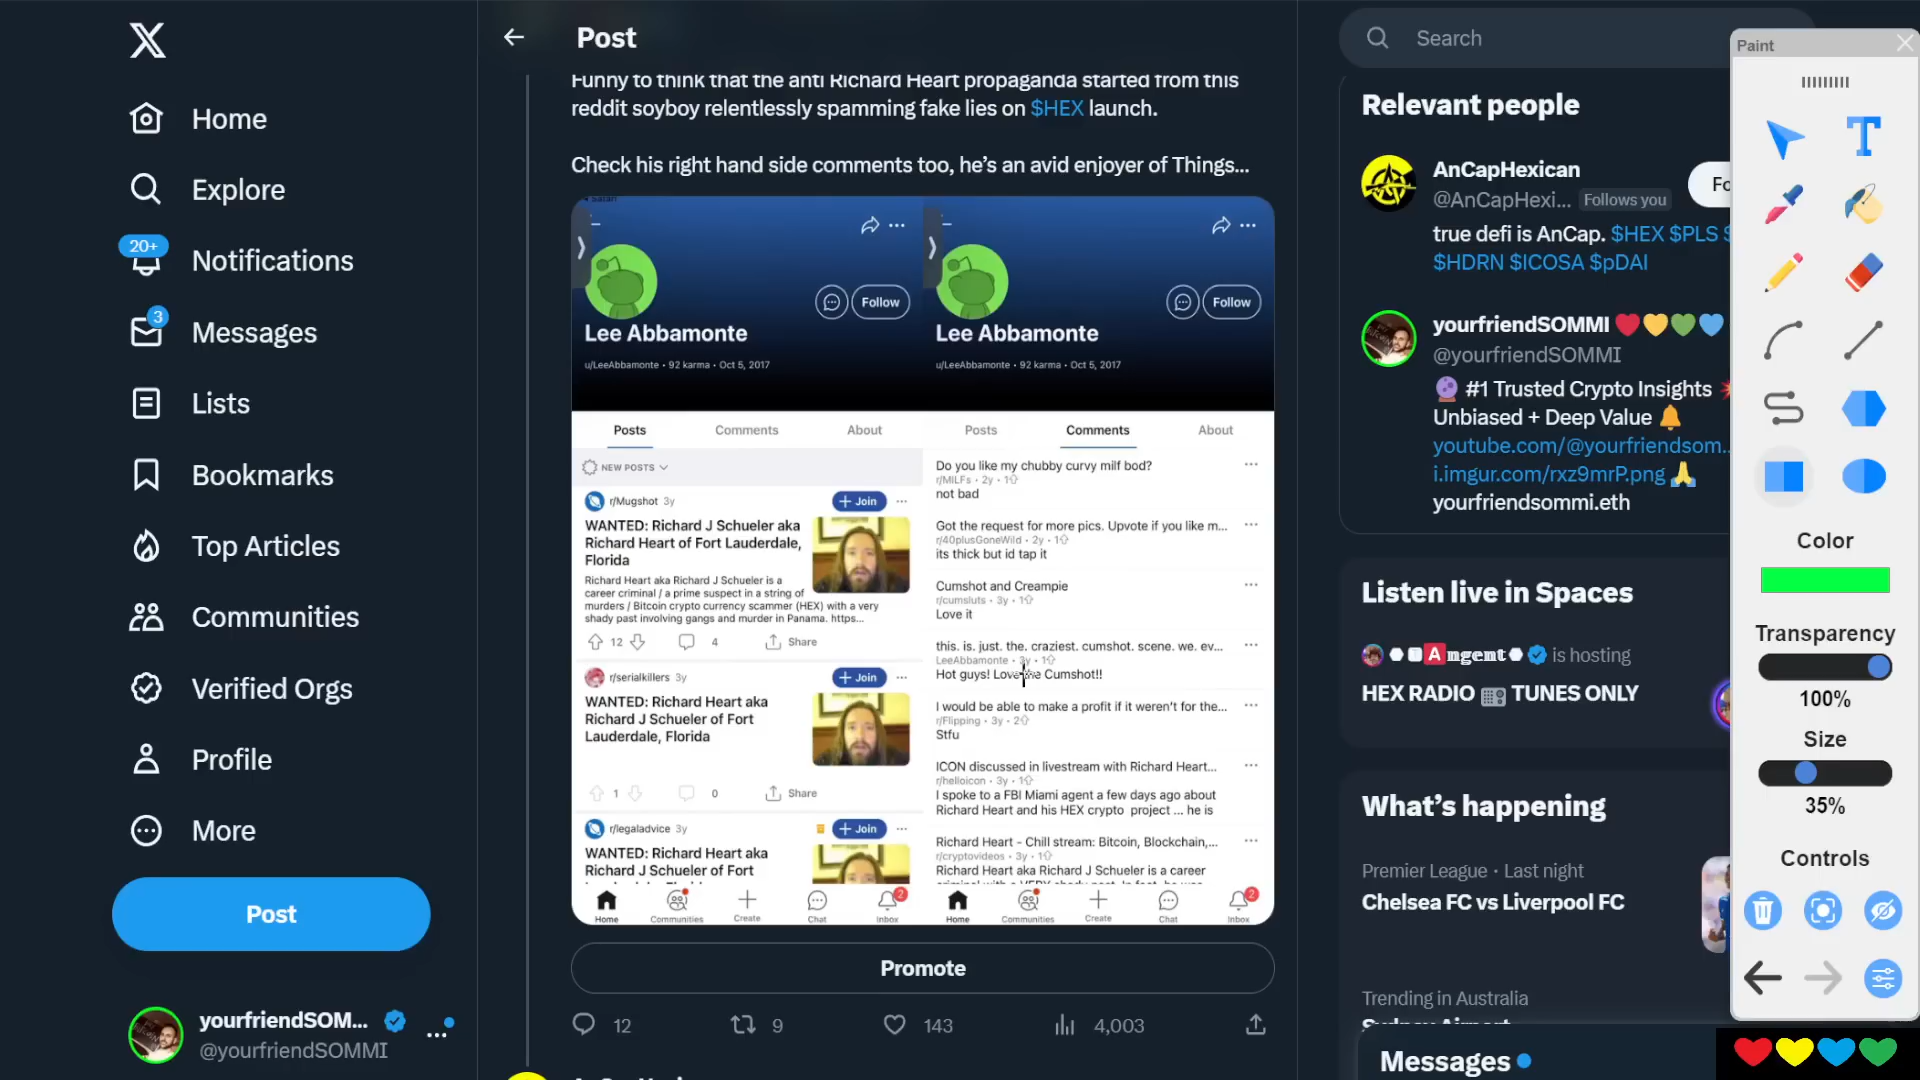 Home
Explore
20+
Notifications
3
Messages
Lists
Bookmarks
Top Articles
Communities
Verified Orgs
Profile
More
Post
yourfriendSOM...
@yourfriendSOMMI
Post
Funny to think that the anti Richard Heart propaganda started from this
reddit soyboy relentlessly spamming fake lies on $HEX launch.
Check his right hand side comments too, he's an avid enjoyer of Things...
Follow
Lee Abbamonte
u/LeeAbbamonte • 92 karma • Oct 5, 2017
Posts Comments About
NEW POSTS
r/Mugshot 3y
+ Join
WANTED: Richard J Schueler aka
Richard Heart of Fort Lauderdale,
Florida
Richard Heart aka Richard J Schueler is a
career criminal / a prime suspect in a string of
murders / Bitcoin crypto currency scammer (HEX) with a very
shady past involving gangs and murder in Panama. https...
12 4 Share
r/serialkillers 3y
+ Join
WANTED: Richard Heart aka
Richard J Schueler of Fort
Lauderdale, Florida
1 0 Share
r/legaladvice 3y
+ Join
WANTED: Richard Heart aka
Richard J Schueler of Fort
Home Communities Create Chat Inbox
2
Follow
Lee Abbamonte
u/LeeAbbamonte • 92 karma • Oct 5, 2017
Posts Comments About
Do you like my chubby curvy milf bod?
r/MILFs • 2y • 1
not bad
Got the request for more pics. Upvote if you like m...
r/40plusGoneWild • 2y • 1
its thick but id tap it
Cumshot and Creampie
r/cumsluts • 3y • 1
Love it
this. is. just. the. craziest. cumshot. scene. we. ev...
LeeAbbamonte • 3y • 1
Hot guys! Love the Cumshot!!
I would be able to make a profit if it weren't for the...
r/Flipping • 3y • 2
Stfu
ICON discussed in livestream with Richard Heart...
r/helloicon • 3y • 1
I spoke to a FBI Miami agent a few days ago about
Richard Heart and his HEX crypto project ... he is
Richard Heart - Chill stream: Bitcoin, Blockchain,...
r/cryptovideos • 3y • 1
Richard Heart aka Richard J Schueler is a career
Home Communities Create Chat Inbox
2
Promote
12 9 143 4,003
Search
Relevant people
AnCapHexican
@AnCapHexi... Follows you
Fo
true defi is AnCap. $HEX $PLS $
$HDRN $ICOSA $pDAI
yourfriendSOMMI
@yourfriendSOMMI
#1 Trusted Crypto Insights
Unbiased + Deep Value
youtube.com/@yourfriendsom...
i.imgur.com/rxz9mrP.png
yourfriendsommi.eth
Listen live in Spaces
Angent is hosting
HEX RADIO TUNES ONLY
What's happening
Premier League · Last night
Chelsea FC vs Liverpool FC
Trending in Australia
Messages
Paint
T
Color
Transparency
100%
Size
35%
Controls